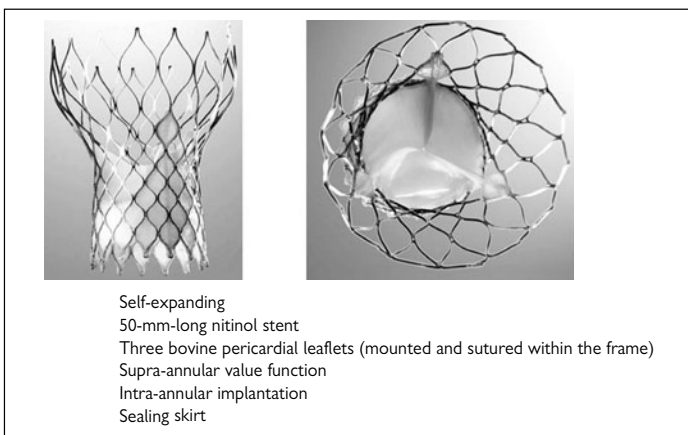 Self-expanding
50-mm-long nitinol stent
Three bovine pericardial leaflets (mounted and sutured within the frame)
Supra-annular value function
Intra-annular implantation
Sealing skirt